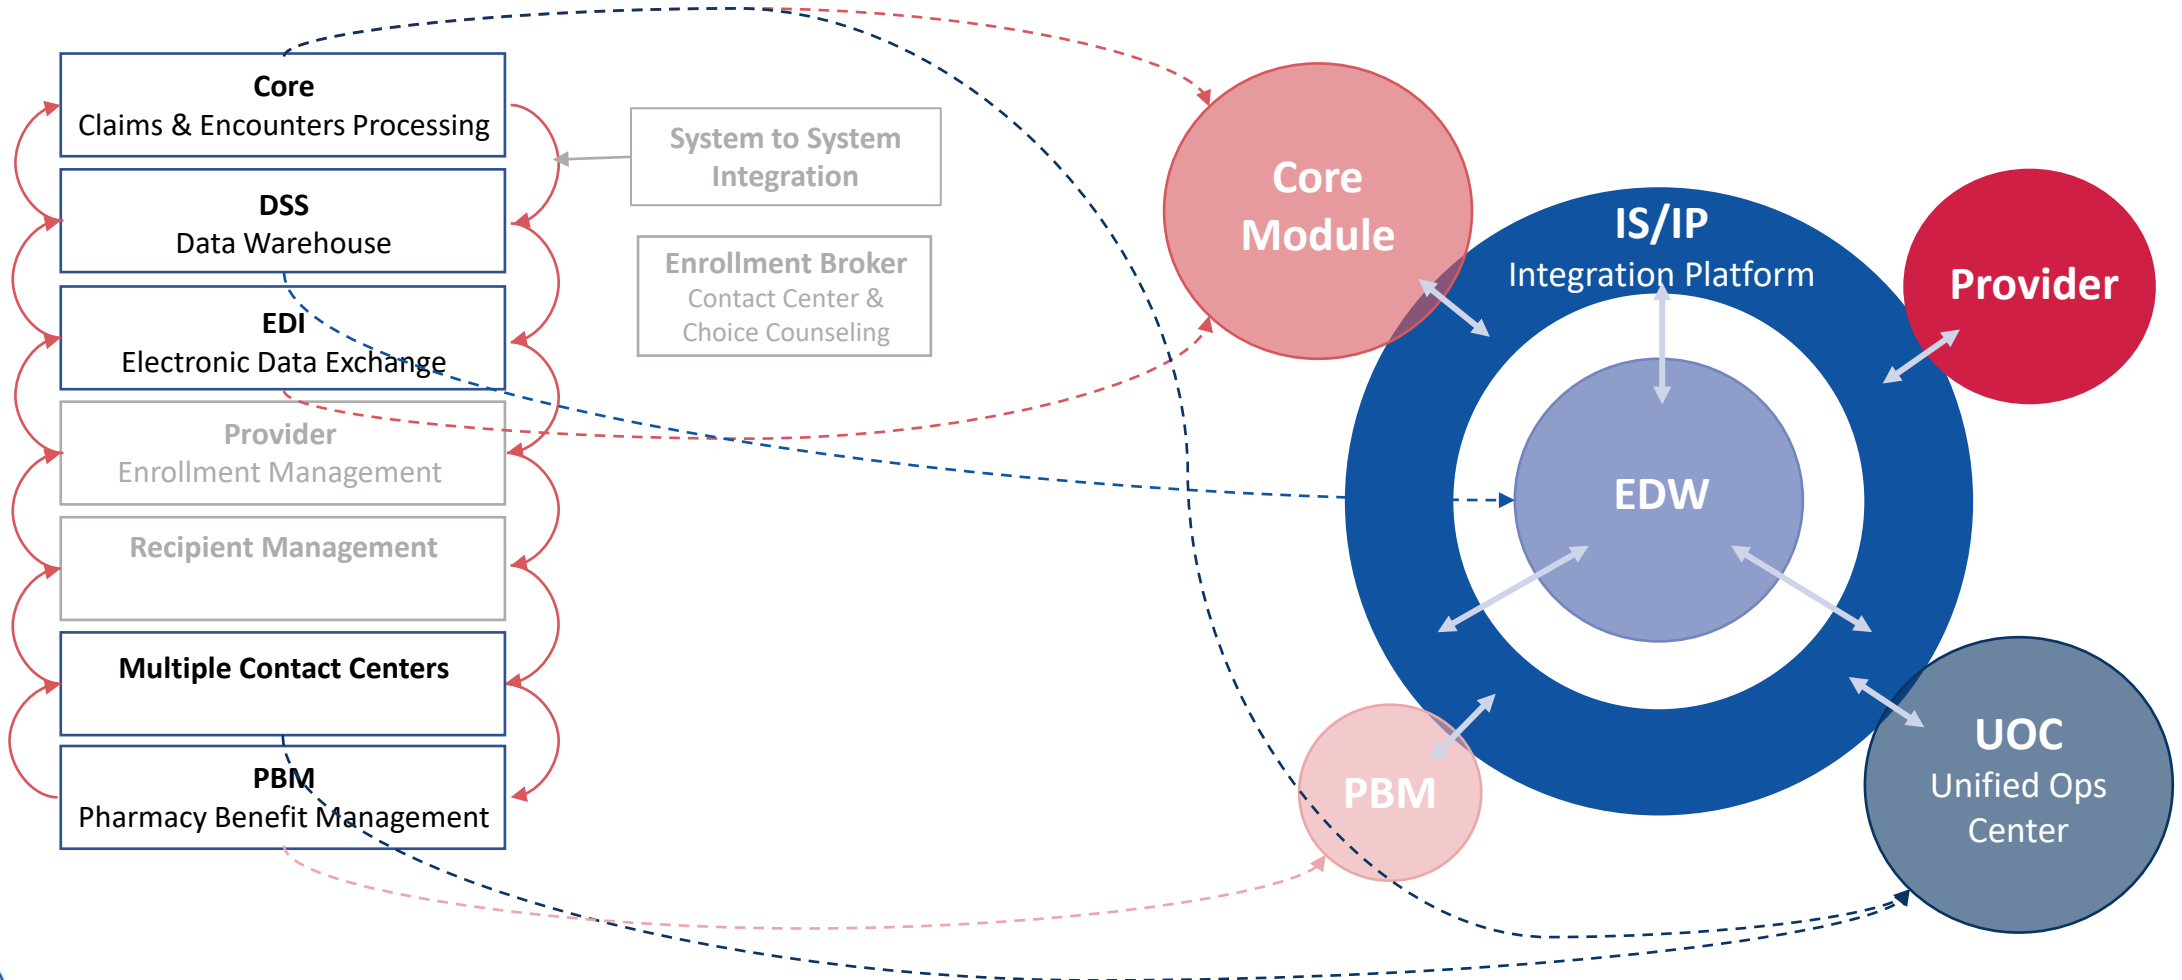 Core
Claims & Encounters Processing
DSS
Data Warehouse
EDI
Electronic Data Exchange
Provider
Enrollment Management
Recipient Management
Multiple Contact Centers
PBM
Pharmacy Benefit Management
System to System
Integration
Enrollment Broker
Contact Center &
Choice Counseling
Core
Module
IS/IP
Integration Platform
Provider
EDW
PBM
UOC
Unified Ops
Center